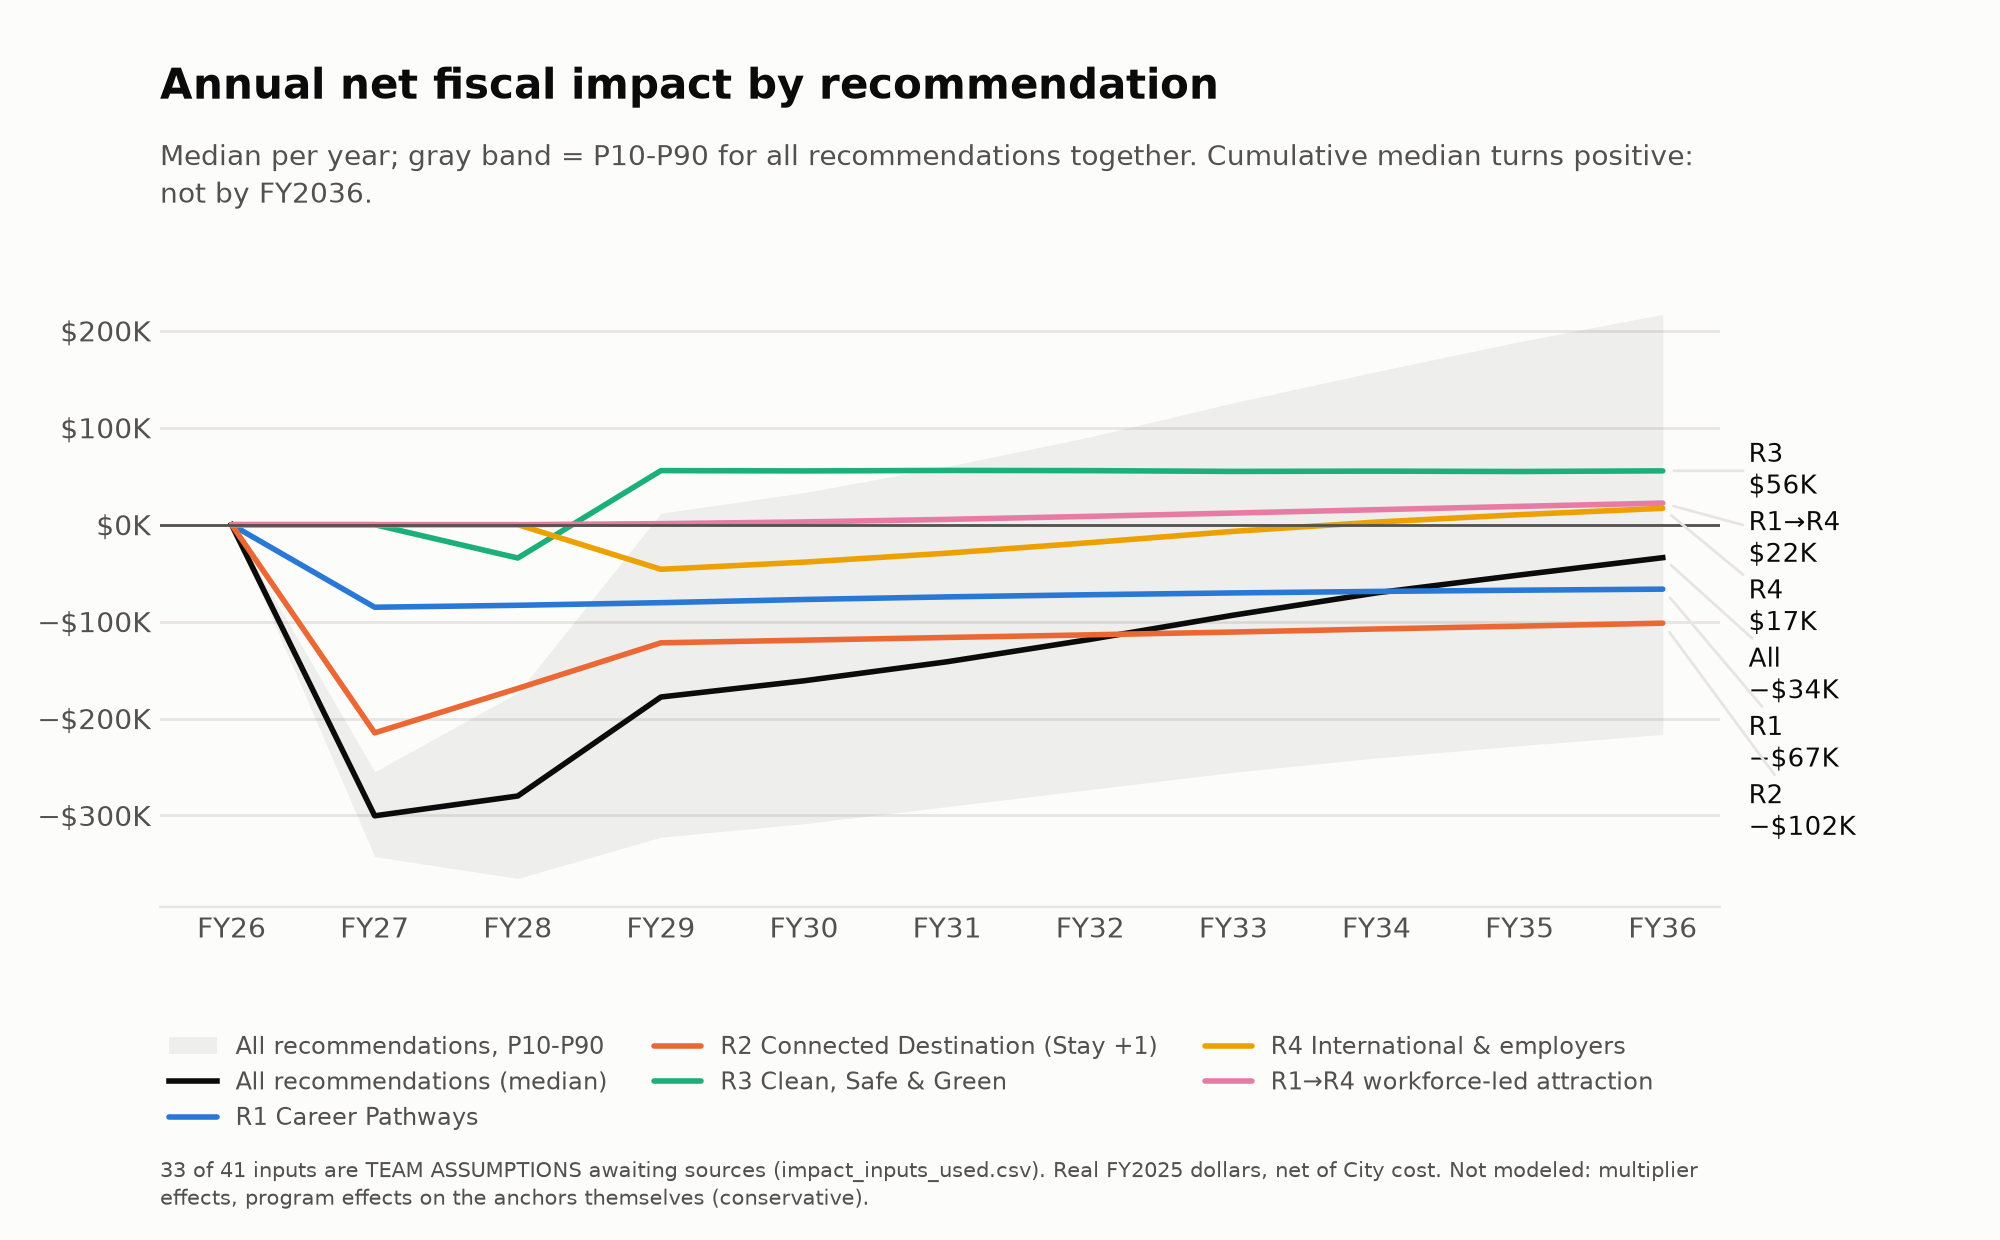 Annual net fiscal impact by recommendation
Median per year; gray band = P10-P90 for all recommendations together. Cumulative median turns positive:
not by FY2036.
$200K
$100K
$0K
−$100K
−$200K
−$300K
R3
$56K
R1→R4
$22K
R4
$17K
All
−$34K
R1
−$67K
R2
−$102K
FY26 FY27 FY28 FY29 FY30 FY31 FY32 FY33 FY34 FY35 FY36
All recommendations, P10-P90
All recommendations (median)
R1 Career Pathways
R2 Connected Destination (Stay +1)
R3 Clean, Safe & Green
R4 International & employers
R1→R4 workforce-led attraction
33 of 41 inputs are TEAM ASSUMPTIONS awaiting sources (impact_inputs_used.csv). Real FY2025 dollars, net of City cost. Not modeled: multiplier
effects, program effects on the anchors themselves (conservative).